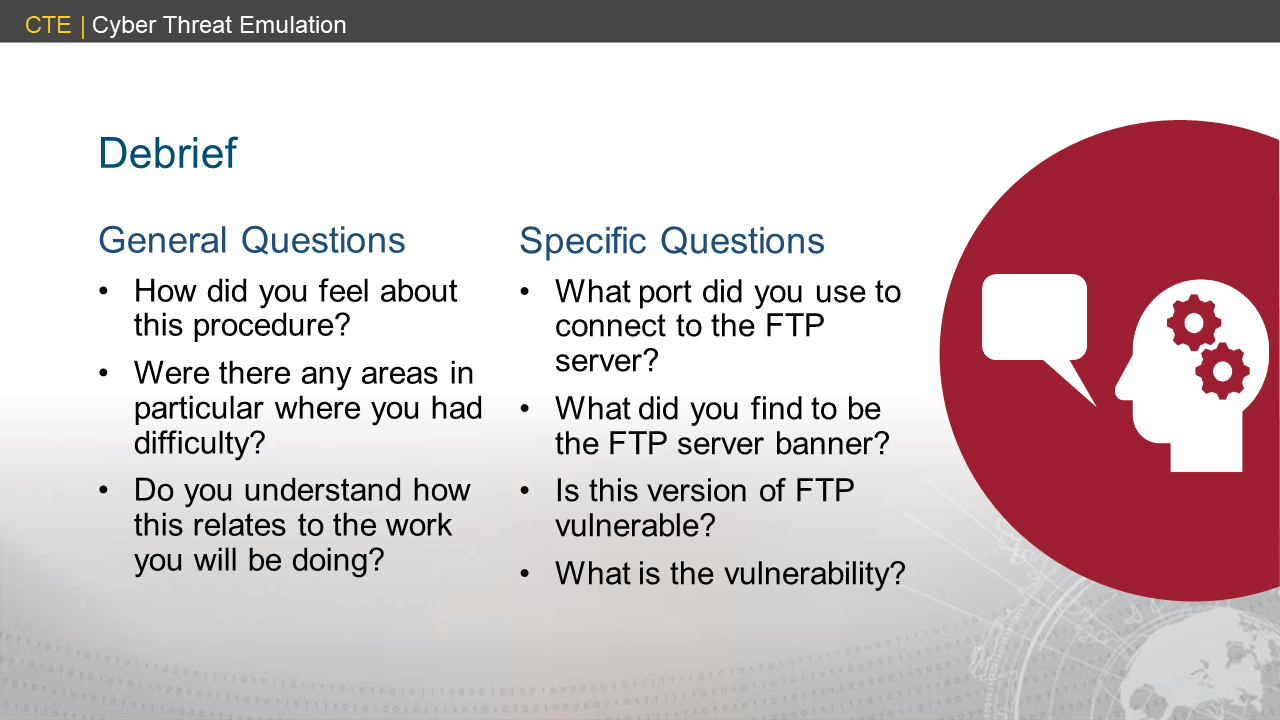 CTE | Cyber Threat Emulation
Debrief
General Questions
• How did you feel about
this procedure?
• Were there any areas in
particular where you had
difficulty?
• Do you understand how
this relates to the work
you will be doing?
Specific Questions
• What port did you use to
connect to the FTP
server?
• What did you find to be
the FTP server banner?
• Is this version of FTP
vulnerable?
• What is the vulnerability?